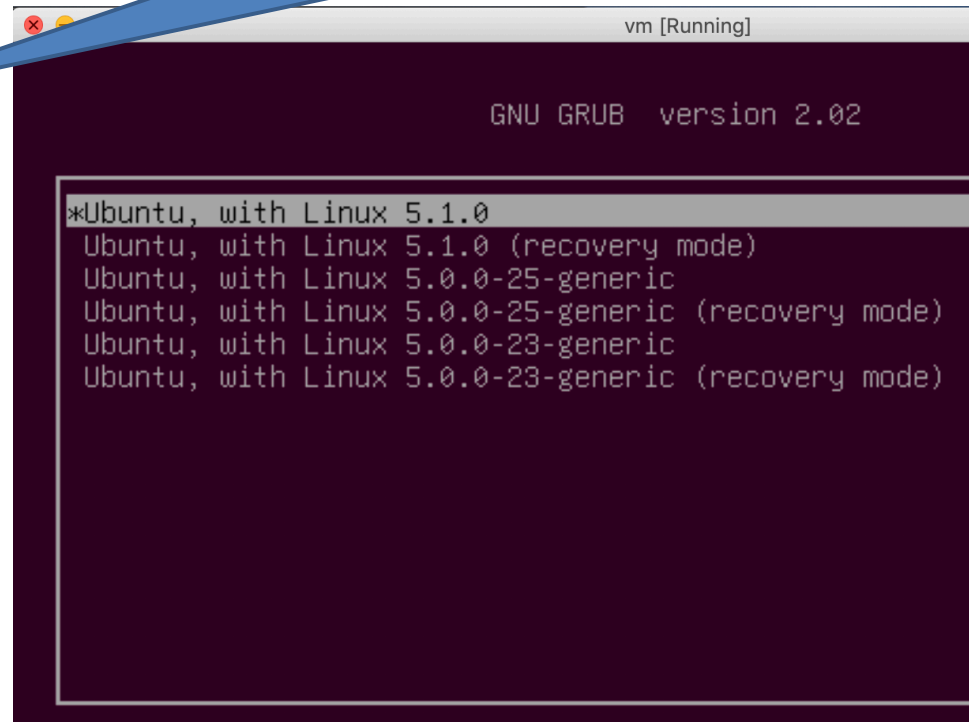 vm [Running]
GNU GRUB version 2.02
*Ubuntu, with Linux 5.1.0
Ubuntu, with Linux 5.1.0 (recovery mode)
Ubuntu, with Linux 5.0.0-25-generic
Ubuntu, with Linux 5.0.0-25-generic (recovery mode)
Ubuntu, with Linux 5.0.0-23-generic
Ubuntu, with Linux 5.0.0-23-generic (recovery mode)